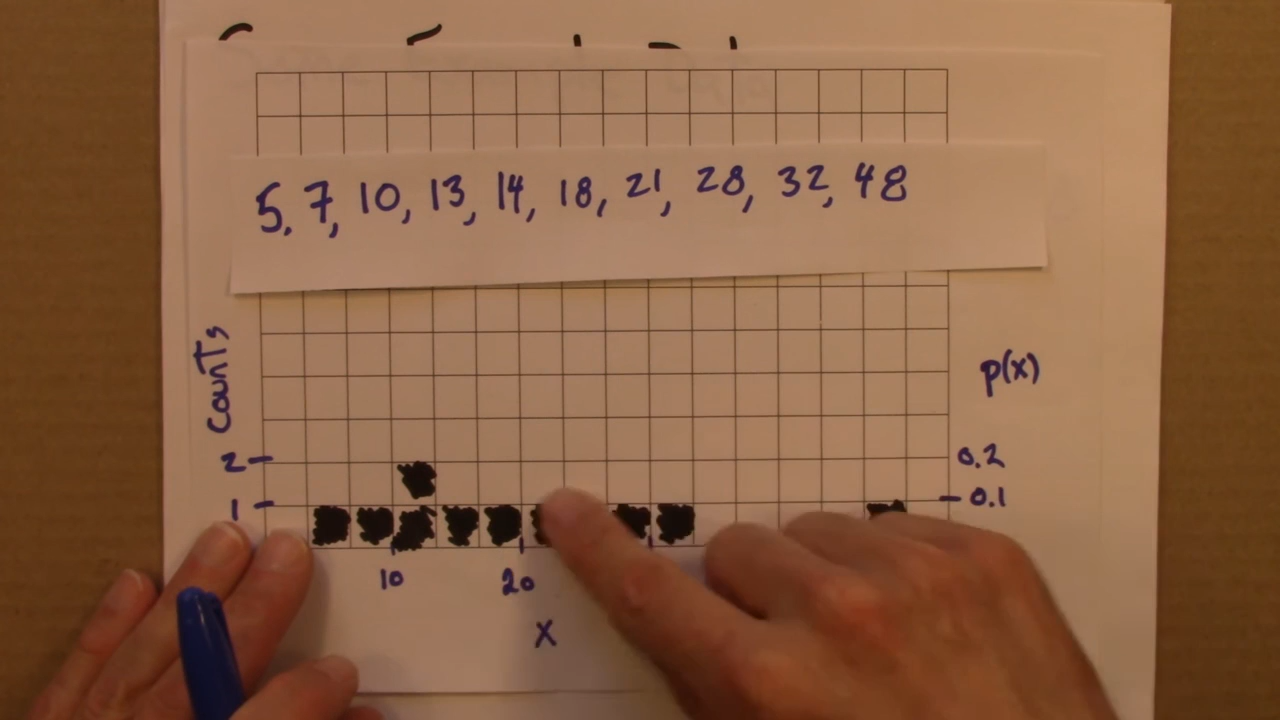 5, 7, 10, 13, 14, 18, 21, 28, 32, 48
counts
p(x)
2
0.2
1
0.1
10
20
x